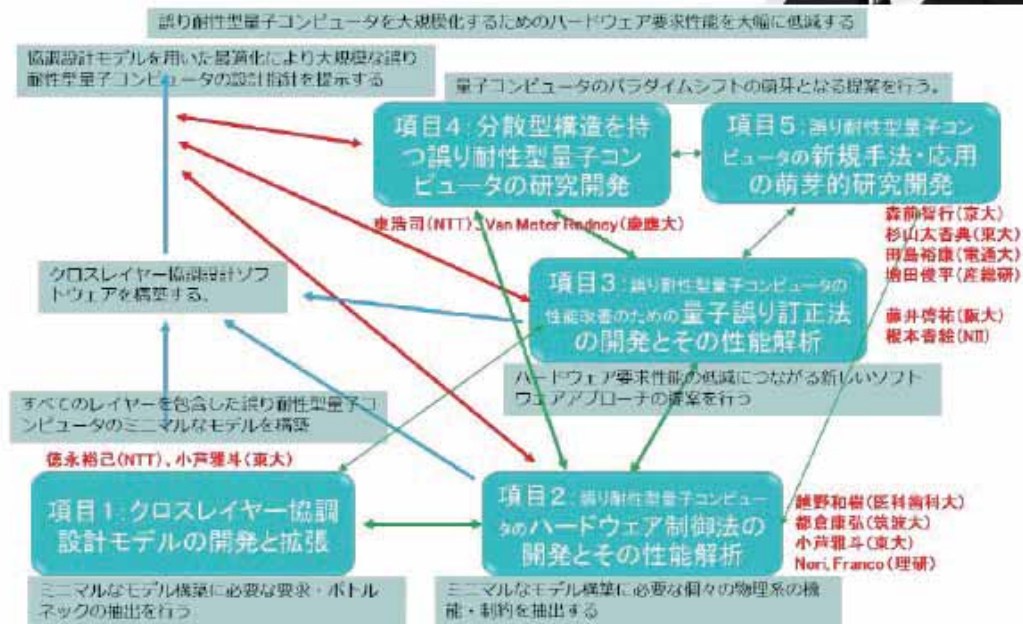 誤り耐性型量子コンピュータを大規模化するためのハードウェア要求性能を大幅に低減する
協調設計モデルを用いた最適化により大規模な誤り
耐性型量子コンピュータの設計指針を提示する
量子コンピュータのパラダイムシフトの萌芽となる提案を行う。
項目4:分散型構造を持
つ誤り耐性型量子コン
ピュータの研究開発
項目5:誤り耐性型量子コン
ピュータの新規手法・応用
の萌芽的研究開発
東浩司(NTT)、Van Meter Rodney(慶應大)
森前智行(京大)
杉山太香典(東大)
田島裕康(電通大)
増田俊平(産総研)
藤井啓祐(阪大)
根本香絵(NII)
クロスレイヤー協調設計ソフ
トウェアを構築する。
項目3:誤り耐性型量子コンピュータの
性能改善のための量子誤り訂正法
の開発とその性能解析
ハードウェア要求性能の低減につながる新しいソフト
ウェアアプローチの提案を行う
すべてのレイヤーを包含した誤り耐性型量子コ
ンピュータのミニマルなモデルを構築
徳永裕己(NTT)、小芦雅斗(東大)
項目1:クロスレイヤー協調
設計モデルの開発と拡張
項目2:誤り耐性型量子コンピュー
タのハードウェア制御法の
開発とその性能解析
越野和樹(医科歯科大)
都倉康弘(筑波大)
小芦雅斗(東大)
Nori, Franco(理研)
ミニマルなモデル構築に必要な要求・ボトル
ネックの抽出を行う
ミニマルなモデル構築に必要な個々の物理系の機
能・制約を抽出する